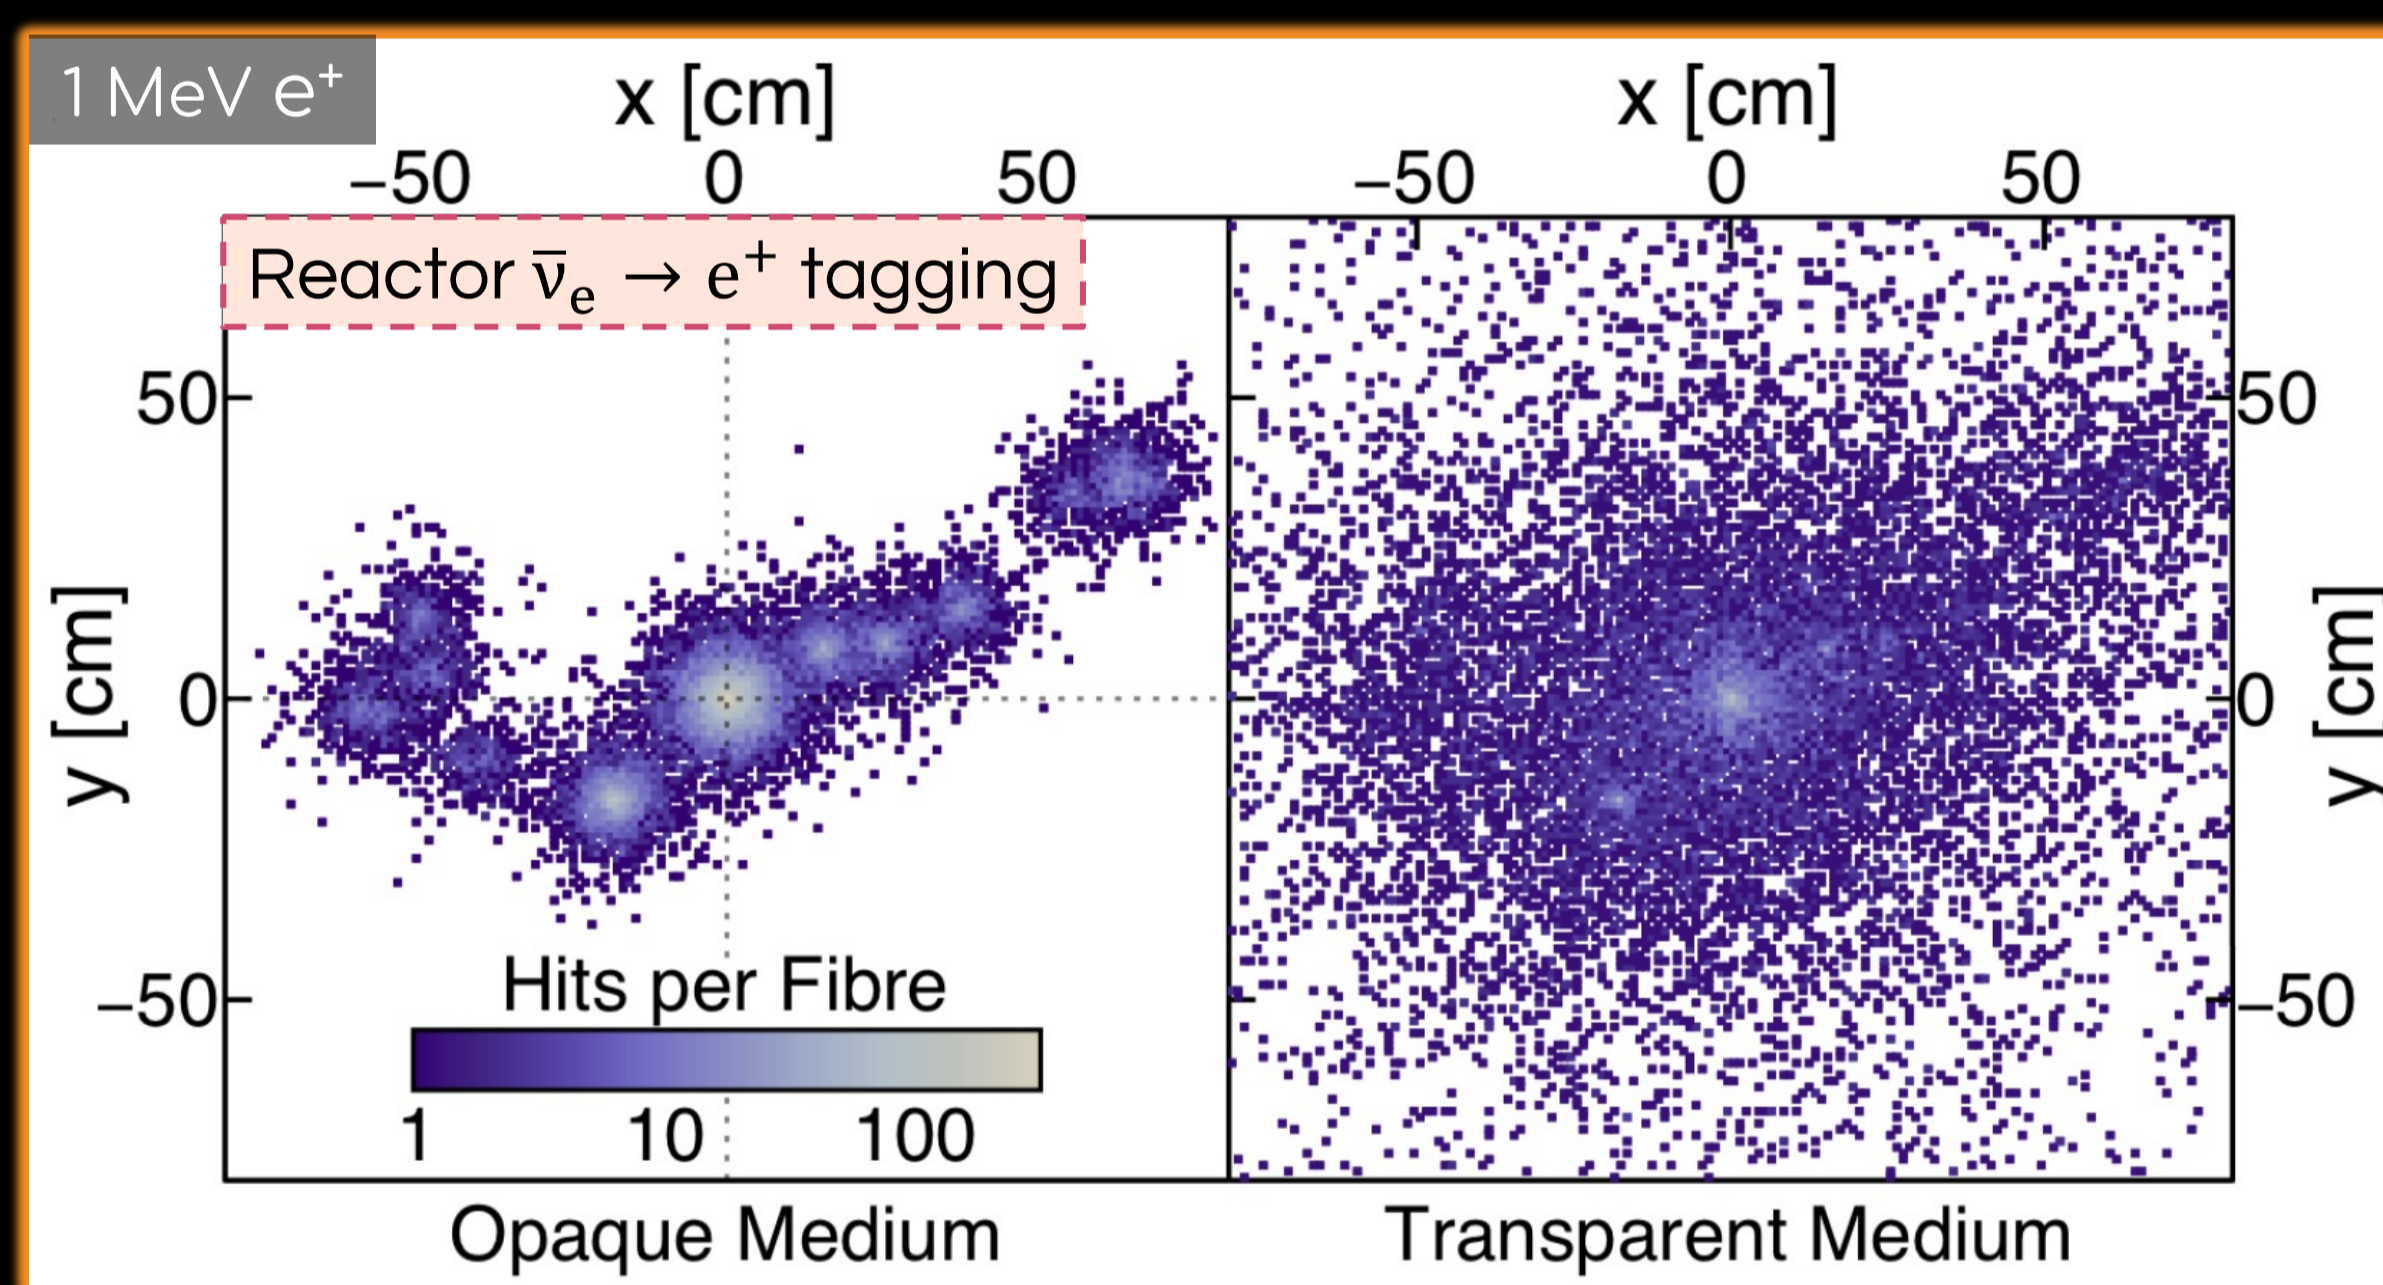 1 MeV e⁺
x [cm]
x [cm]
−50 0 50
−50 0 50
Reactor ν̅ₑ → e⁺ tagging
50
50
y [cm]
0
0
y [cm]
−50
−50
Hits per Fibre
1 10 100
Opaque Medium
Transparent Medium